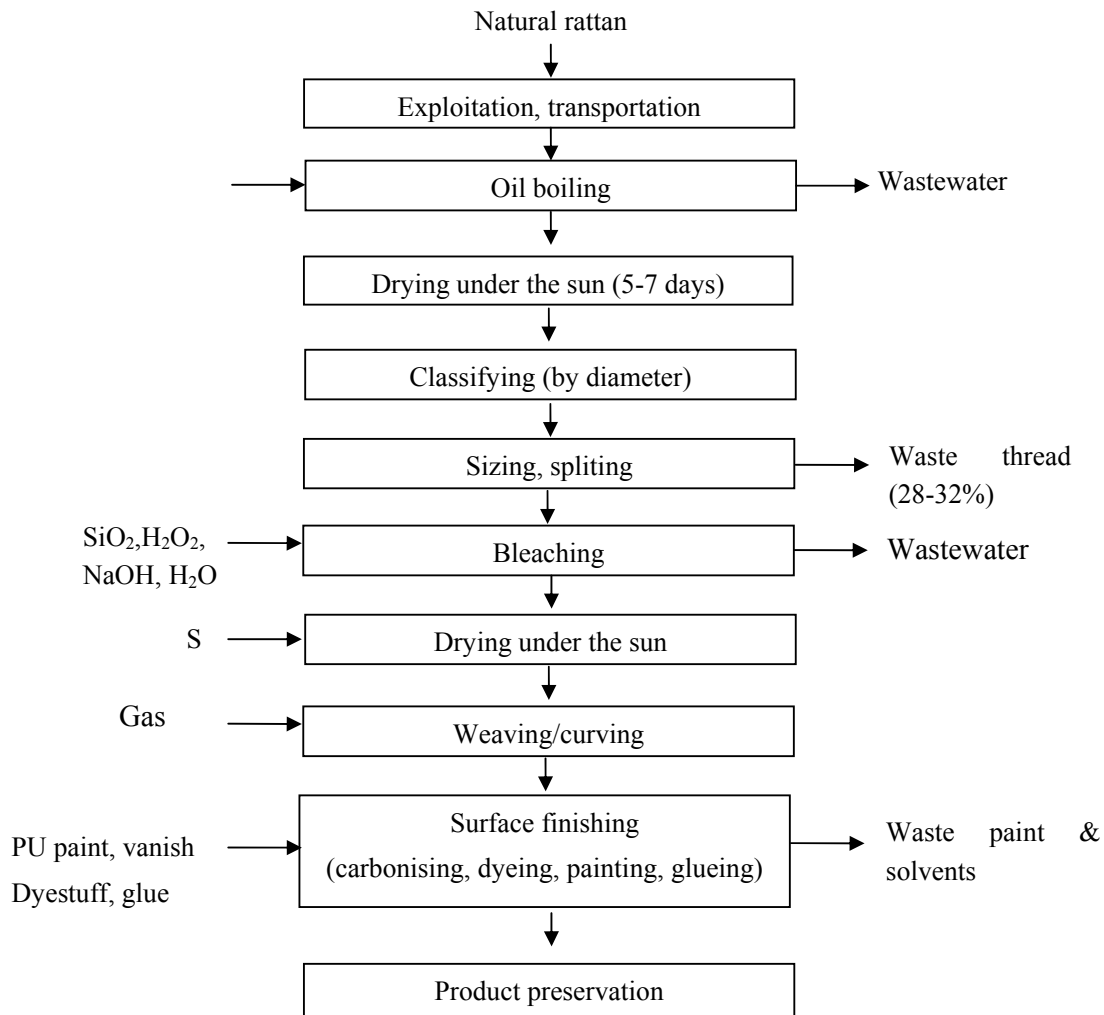 Natural rattan
Exploitation, transportation
Oil boiling
Wastewater
Drying under the sun (5-7 days)
Classifying (by diameter)
Sizing, spliting
Waste thread
(28-32%)
SiO₂,H₂O₂,
NaOH, H₂O
Bleaching
Wastewater
S
Drying under the sun
Gas
Weaving/curving
PU paint, vanish
Dyestuff, glue
Surface finishing
(carbonising, dyeing, painting, glueing)
Waste paint &
solvents
Product preservation